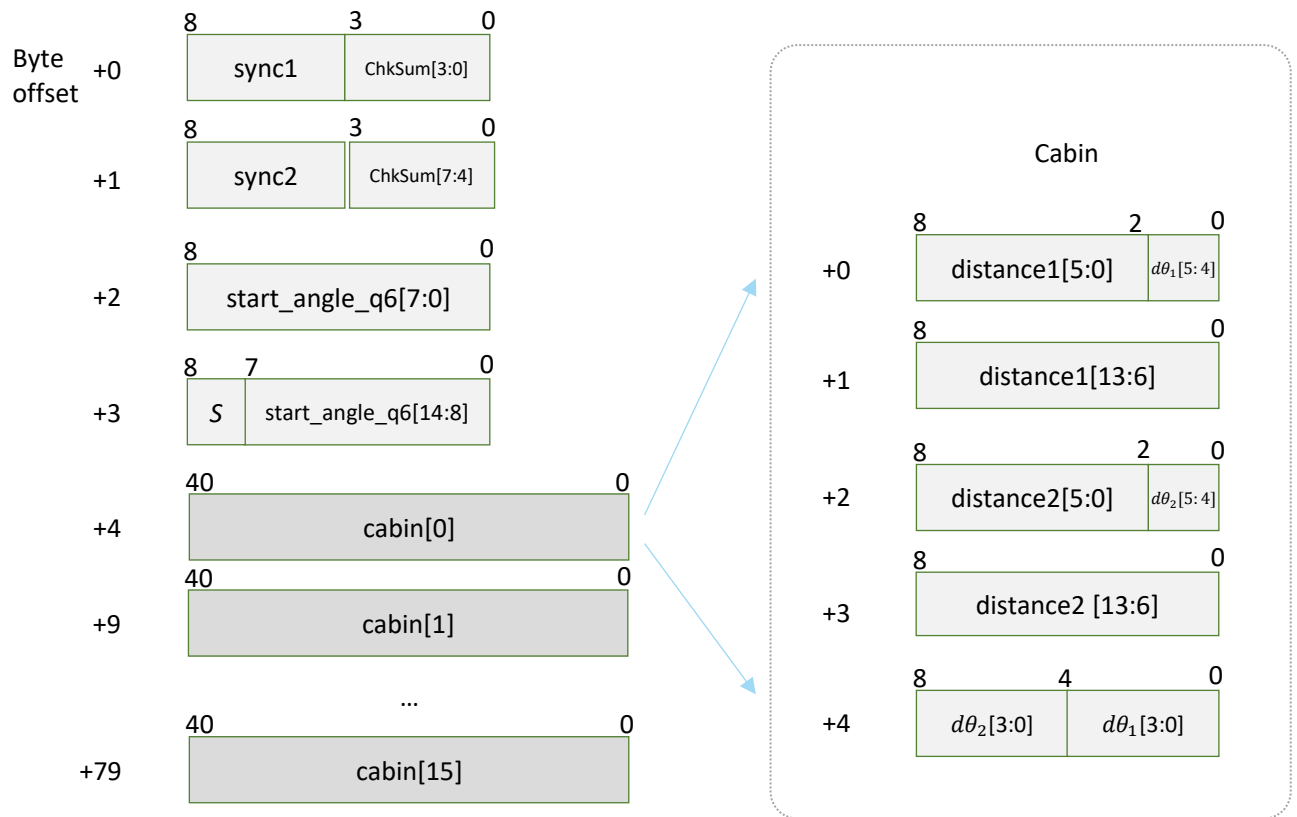 Byte
offset
8 3 0
+0 sync1 ChkSum[3:0]
8 3 0
+1 sync2 ChkSum[7:4]
8 0
+2 start_angle_q6[7:0]
8 7 0
+3 S start_angle_q6[14:8]
40 0
+4 cabin[0]
40 0
+9 cabin[1]
...
40 0
+79 cabin[15]
Cabin
8 2 0
+0 distance1[5:0] dθ₁[5:4]
8 0
+1 distance1[13:6]
8 2 0
+2 distance2[5:0] dθ₂[5:4]
8 0
+3 distance2 [13:6]
8 4 0
+4 dθ₂[3:0] dθ₁[3:0]